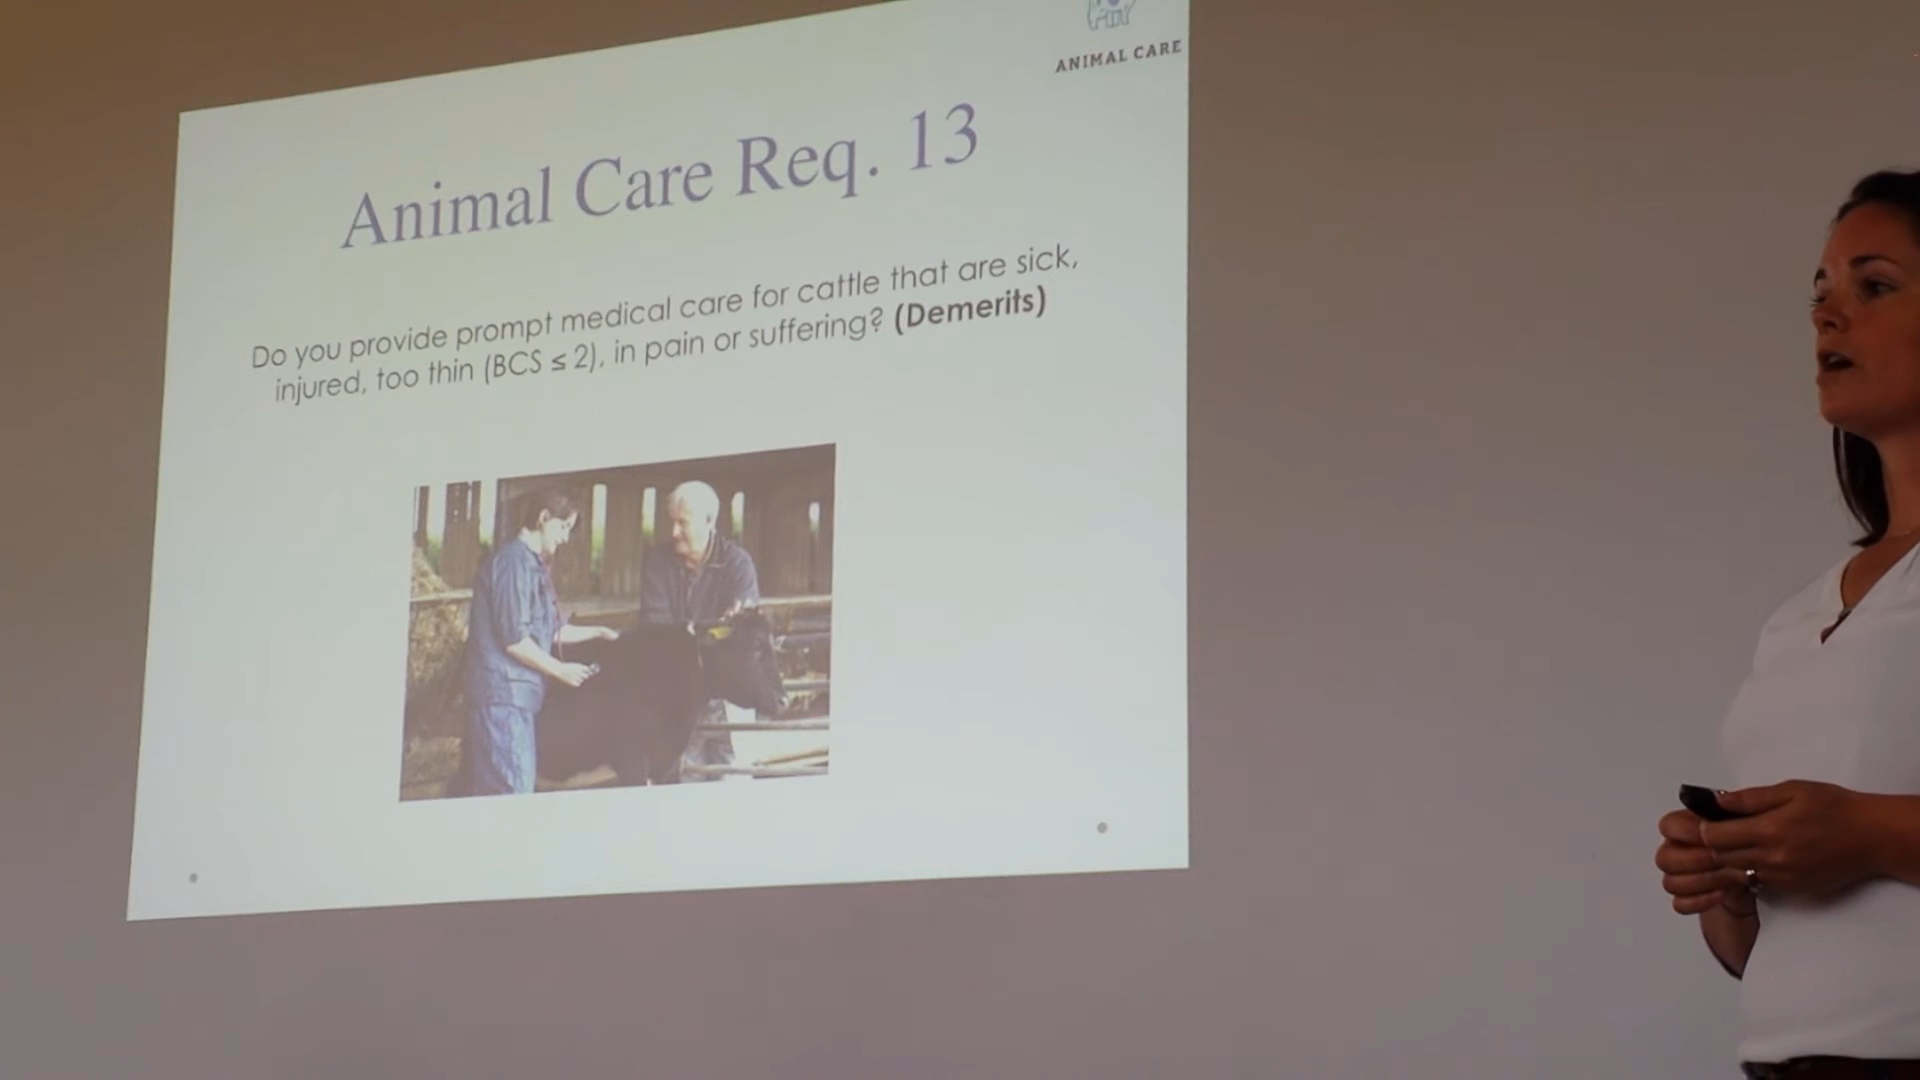 ANIMAL CARE
Animal Care Req. 13
Do you provide prompt medical care for cattle that are sick,
injured, too thin (BCS ≤ 2), in pain or suffering? (Demerits)